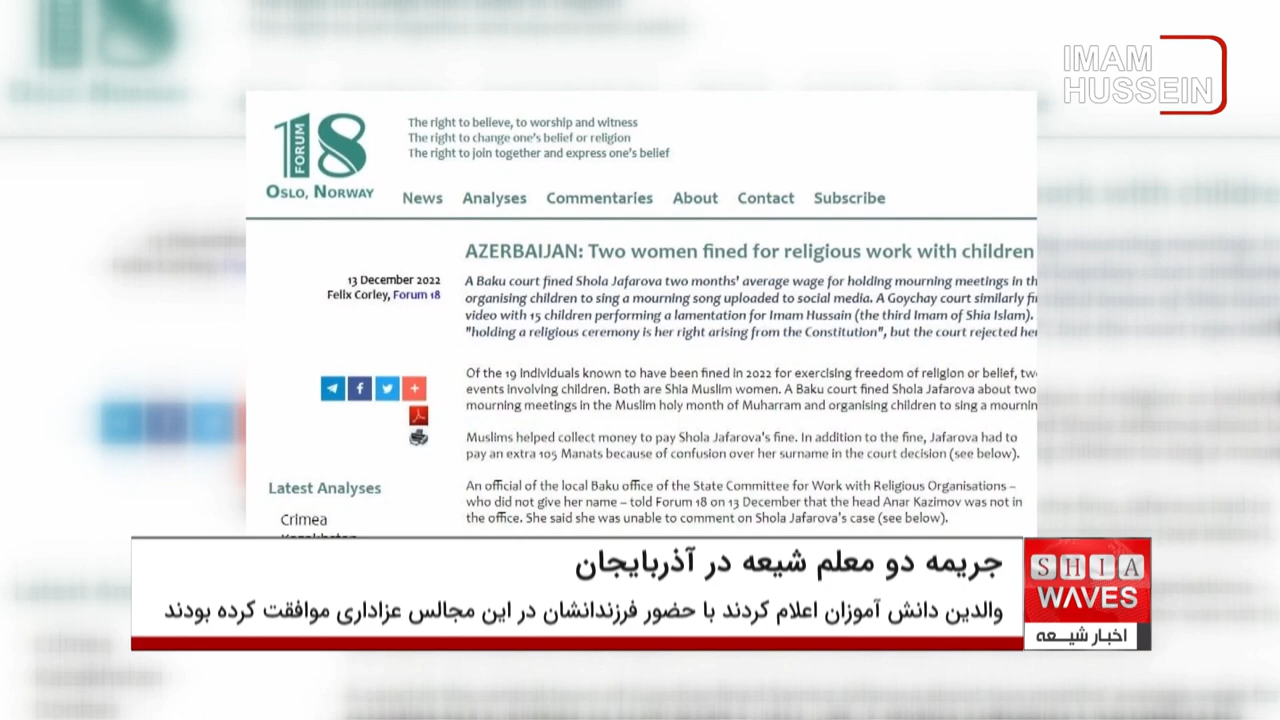 IMAM
HUSSEIN
FORUM 18
OSLO, NORWAY
The right to believe, to worship and witness
The right to change one's belief or religion
The right to join together and express one's belief
News Analyses Commentaries About Contact Subscribe
AZERBAIJAN: Two women fined for religious work with children
13 December 2022
Felix Corley, Forum 18
A Baku court fined Shola Jafarova two months' average wage for holding mourning meetings in th
organising children to sing a mourning song uploaded to social media. A Goychay court similarly fi
video with 15 children performing a lamentation for Imam Hussain (the third Imam of Shia Islam).
"holding a religious ceremony is her right arising from the Constitution", but the court rejected her
Of the 19 individuals known to have been fined in 2022 for exercising freedom of religion or belief, tw
events involving children. Both are Shia Muslim women. A Baku court fined Shola Jafarova about two
mourning meetings in the Muslim holy month of Muharram and organising children to sing a mournin
Muslims helped collect money to pay Shola Jafarova's fine. In addition to the fine, Jafarova had to
pay an extra 105 Manats because of confusion over her surname in the court decision (see below).
An official of the local Baku office of the State Committee for Work with Religious Organisations –
who did not give her name – told Forum 18 on 13 December that the head Anar Kazimov was not in
the office. She said she was unable to comment on Shola Jafarova's case (see below).
Latest Analyses
Crimea
جریمه دو معلم شیعه در آذربایجان
والدین دانش آموزان اعلام کردند با حضور فرزندانشان در این مجالس عزاداری موافقت کرده بودند
SHIA
WAVES
اخبار شیعه